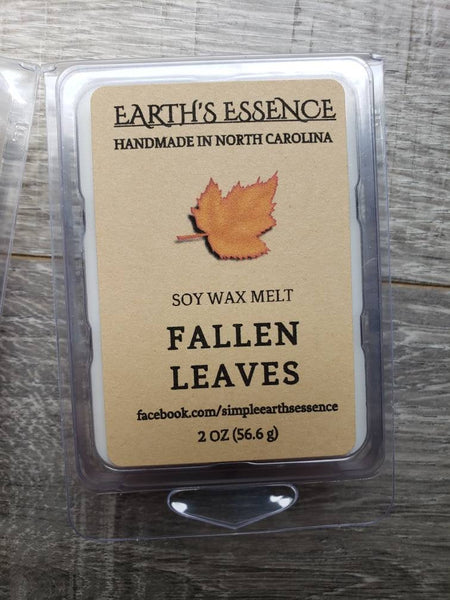 EARTH'S ESSENCE
HANDMADE IN NORTH CAROLINA
SOY WAX MELT
FALLEN
LEAVES
facebook.com/simpleearthsessence
2 OZ (56.6 g)